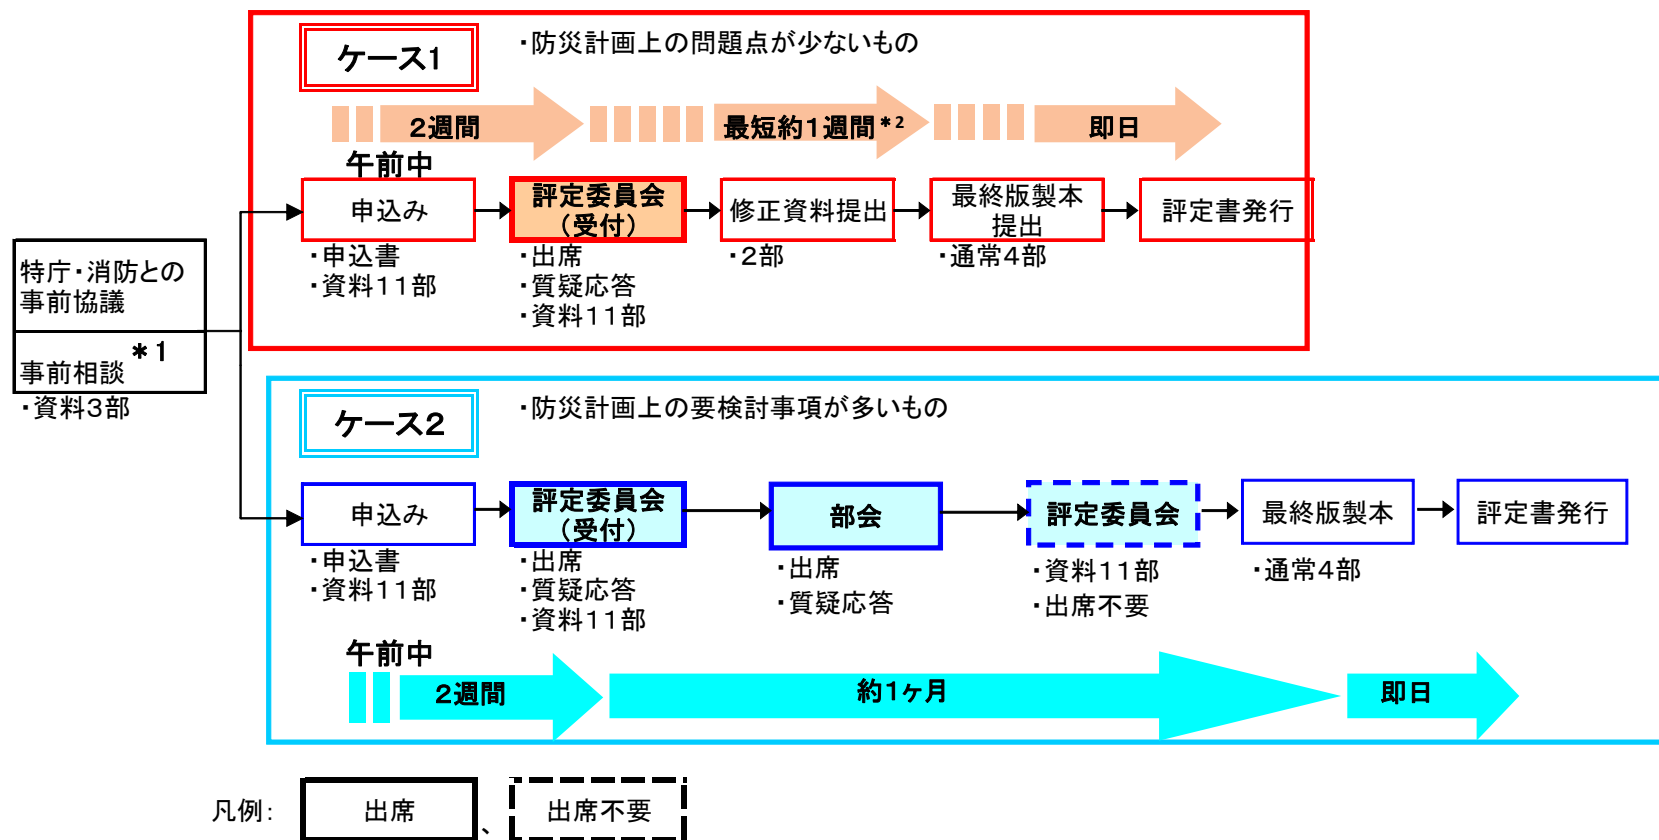 ケース1
・防災計画上の問題点が少ないもの
2週間
最短約1週間*2
即日
午前中
申込み
評定委員会
(受付)
修正資料提出
最終版製本
提出
評定書発行
・申込書
・資料11部
・出席
・質疑応答
・資料11部
・2部
・通常4部
特庁・消防との
事前協議
事前相談*1
・資料3部
ケース2
・防災計画上の要検討事項が多いもの
申込み
評定委員会
(受付)
部会
評定委員会
最終版製本
評定書発行
・申込書
・資料11部
・出席
・質疑応答
・資料11部
・出席
・質疑応答
・資料11部
・出席不要
・通常4部
午前中
2週間
約1ヶ月
即日
凡例: 出席、出席不要